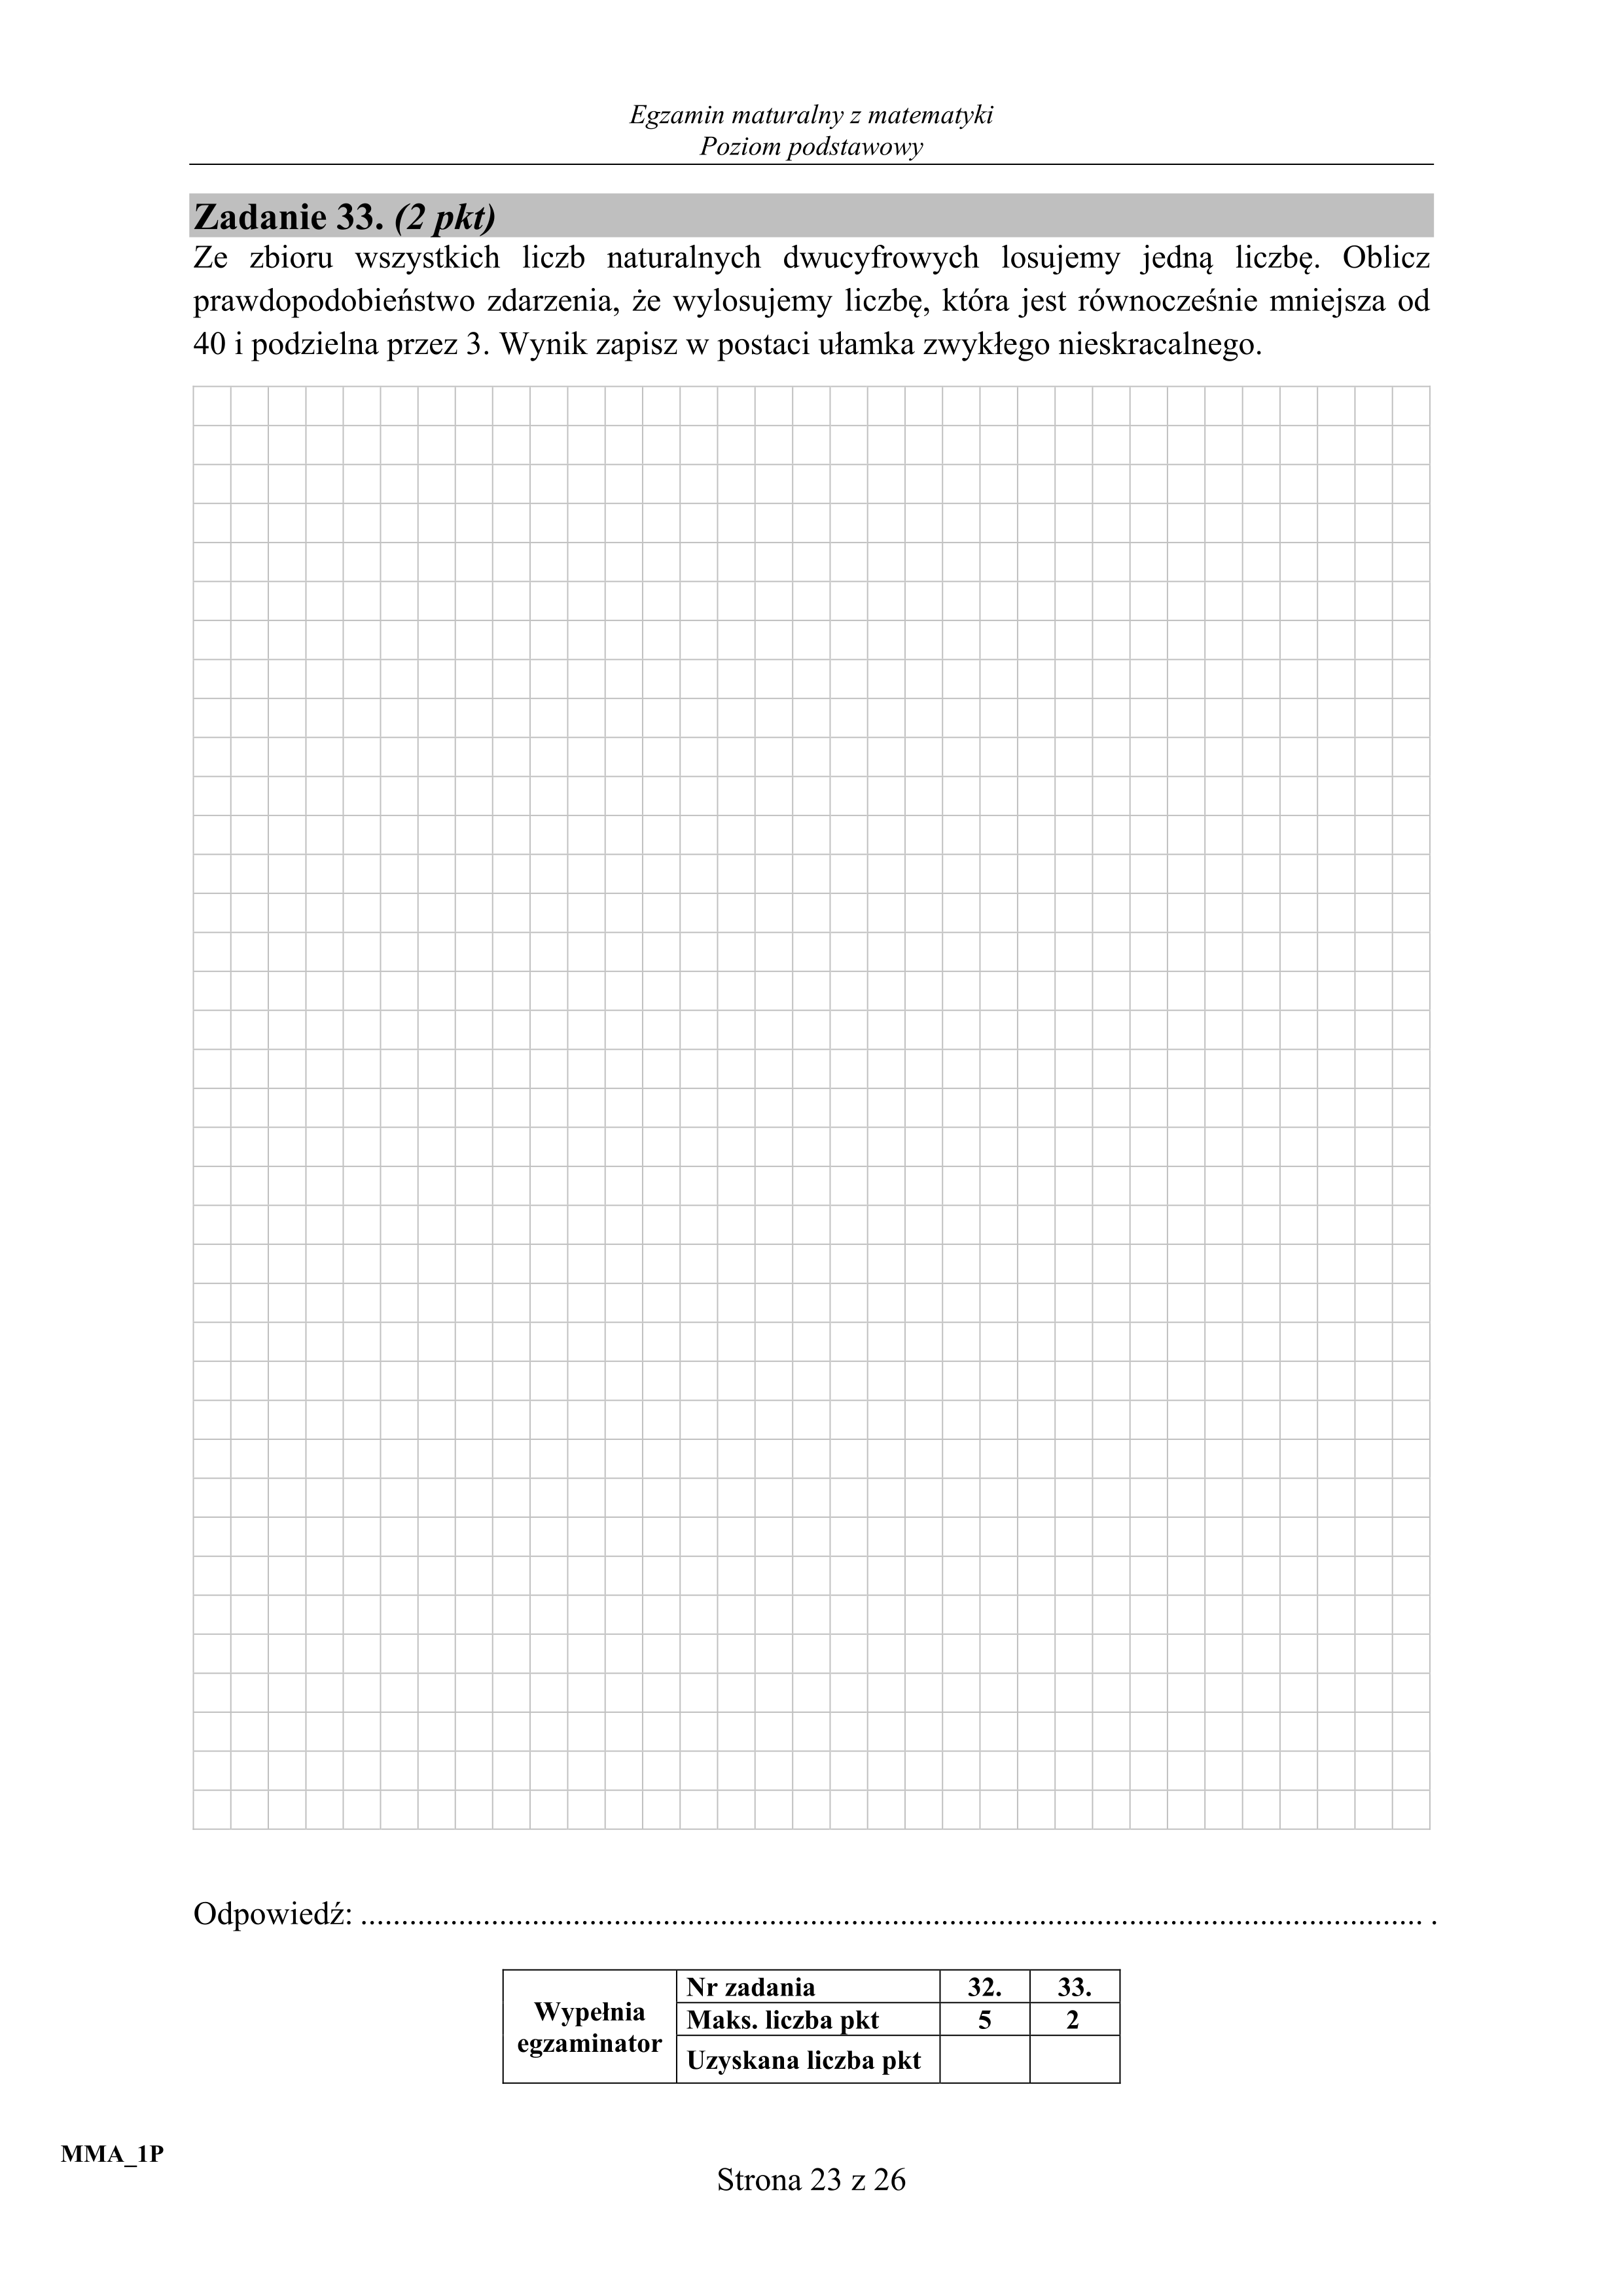 Egzamin maturalny z matematyki
Poziom podstawowy
Zadanie 33. (2 pkt)
Ze zbioru wszystkich liczb naturalnych dwucyfrowych losujemy jedną liczbę. Oblicz
prawdopodobieństwo zdarzenia, że wylosujemy liczbę, która jest równocześnie mniejsza od
40 i podzielna przez 3. Wynik zapisz w postaci ułamka zwykłego nieskracalnego.
Odpowiedź: .................................................................................................................................. .
Wypełnia egzaminator
Nr zadania 32. 33.
Maks. liczba pkt 5 2
Uzyskana liczba pkt
MMA_1P
Strona 23 z 26